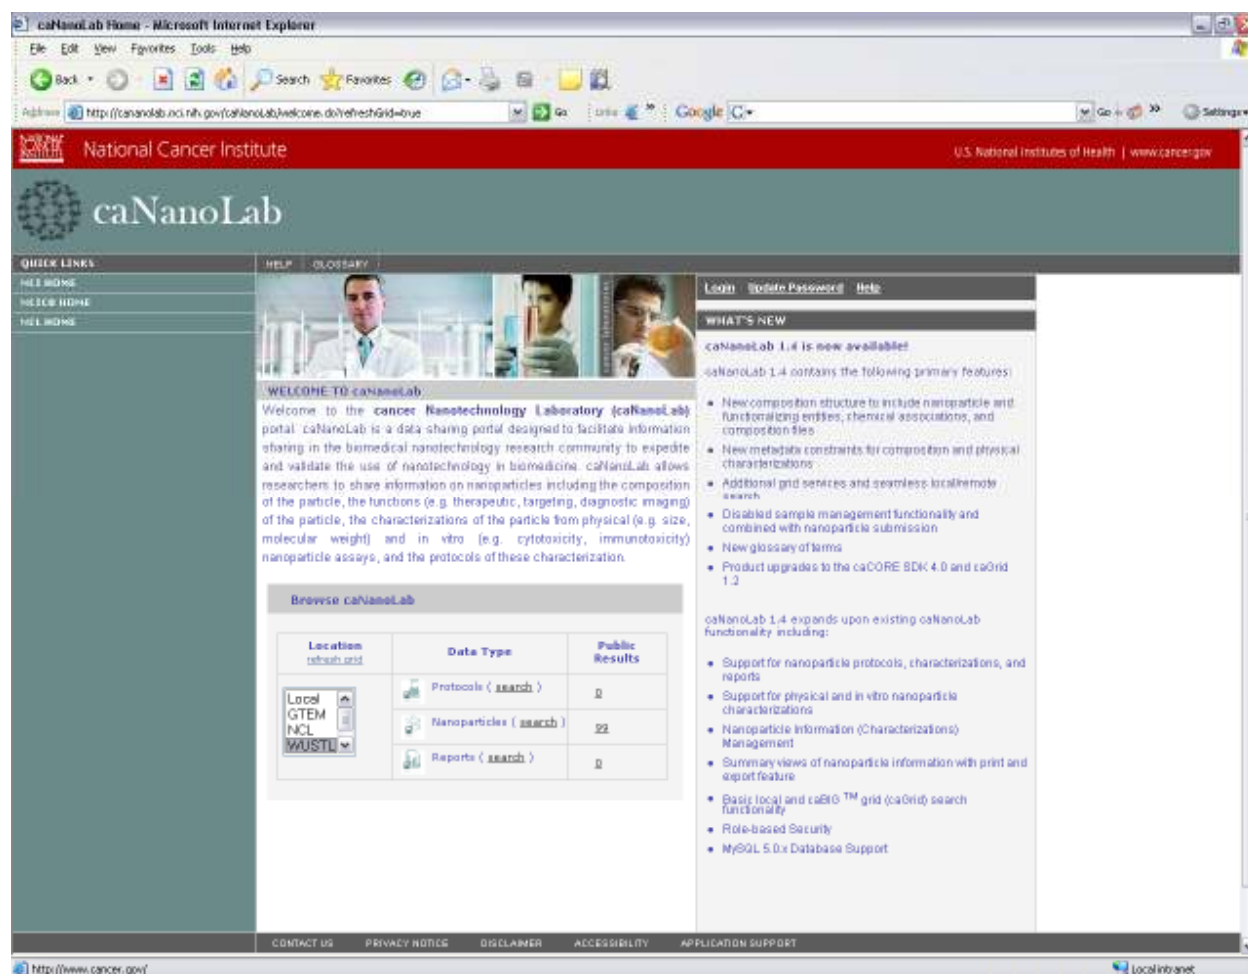 caNanoLab Home - Microsoft Internet Explorer
File Edit View Favorites Tools Help
Back Search Favorites
Address http://cananolab.nci.nih.gov/caNanoLab/welcome.do?refreshGrid=true Go Links Google Go Settings
NATIONAL CANCER INSTITUTE National Cancer Institute U.S. National Institutes of Health | www.cancer.gov
caNanoLab
QUICK LINKS HELP GLOSSARY
NCI HOME
NCICB HOME
NCL HOME
Login Update Password Help
WELCOME TO caNanoLab
Welcome to the cancer Nanotechnology Laboratory (caNanoLab)
portal. caNanoLab is a data sharing portal designed to facilitate information
sharing in the biomedical nanotechnology research community to expedite
and validate the use of nanotechnology in biomedicine. caNanoLab allows
researchers to share information on nanoparticles including the composition
of the particle, the functions (e.g. therapeutic, targeting, diagnostic imaging)
of the particle, the characterizations of the particle from physical (e.g. size,
molecular weight) and in vitro (e.g. cytotoxicity, immunotoxicity)
nanoparticle assays, and the protocols of these characterization.
Browse caNanoLab
Location
refresh grid
Data Type
Public
Results
Local
GTEM
NCL
WUSTL
Protocols ( search ) 0
Nanoparticles ( search ) 99
Reports ( search ) 0
WHAT'S NEW
caNanoLab 1.4 is now available!
caNanoLab 1.4 contains the following primary features:
• New composition structure to include nanoparticle and
functionalizing entities, chemical associations, and
composition files
• New metadata constraints for composition and physical
characterizations
• Additional grid services and seamless local/remote
search
• Disabled sample management functionality and
combined with nanoparticle submission
• New glossary of terms
• Product upgrades to the caCORE SDK 4.0 and caGrid
1.2
caNanoLab 1.4 expands upon existing caNanoLab
functionality including:
• Support for nanoparticle protocols, characterizations, and
reports
• Support for physical and in vitro nanoparticle
characterizations
• Nanoparticle Information (Characterizations)
Management
• Summary views of nanoparticle information with print and
export feature
• Basic local and caBIG TM grid (caGrid) search
functionality
• Role-based Security
• MySQL 5.0.x Database Support
CONTACT US PRIVACY NOTICE DISCLAIMER ACCESSIBILITY APPLICATION SUPPORT
http://www.cancer.gov/ Local intranet